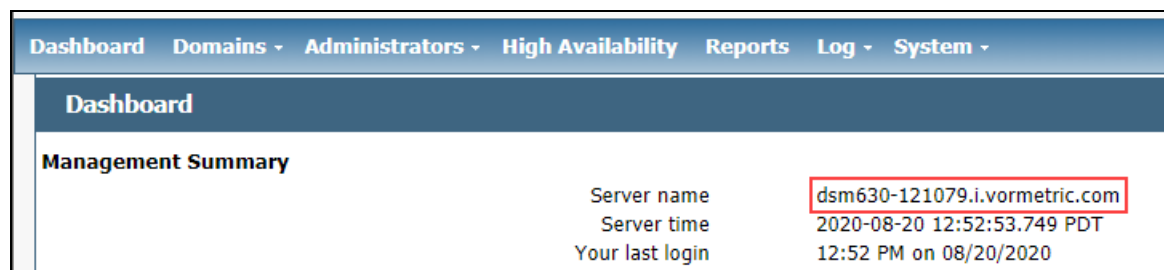 Dashboard Domains Administrators High Availability Reports Log System
Dashboard
Management Summary
Server name dsm630-121079.i.vormetric.com
Server time 2020-08-20 12:52:53.749 PDT
Your last login 12:52 PM on 08/20/2020